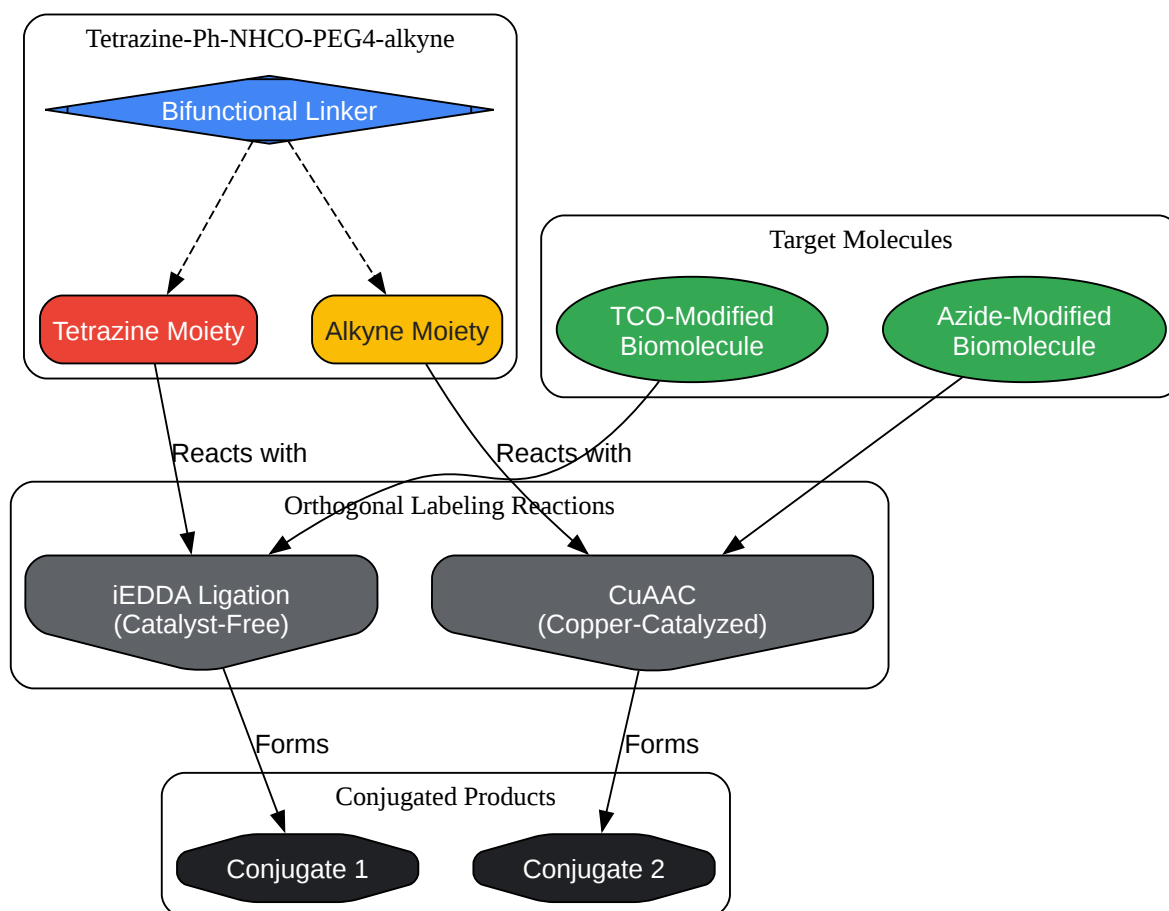 Tetrazine-Ph-NHCO-PEG4-alkyne
Bifunctional Linker
Tetrazine Moiety
Alkyne Moiety
Target Molecules
TCO-Modified
Biomolecule
Azide-Modified
Biomolecule
Reacts with
Reacts with
Orthogonal Labeling Reactions
iEDDA Ligation
(Catalyst-Free)
CuAAC
(Copper-Catalyzed)
Forms
Forms
Conjugated Products
Conjugate 1
Conjugate 2